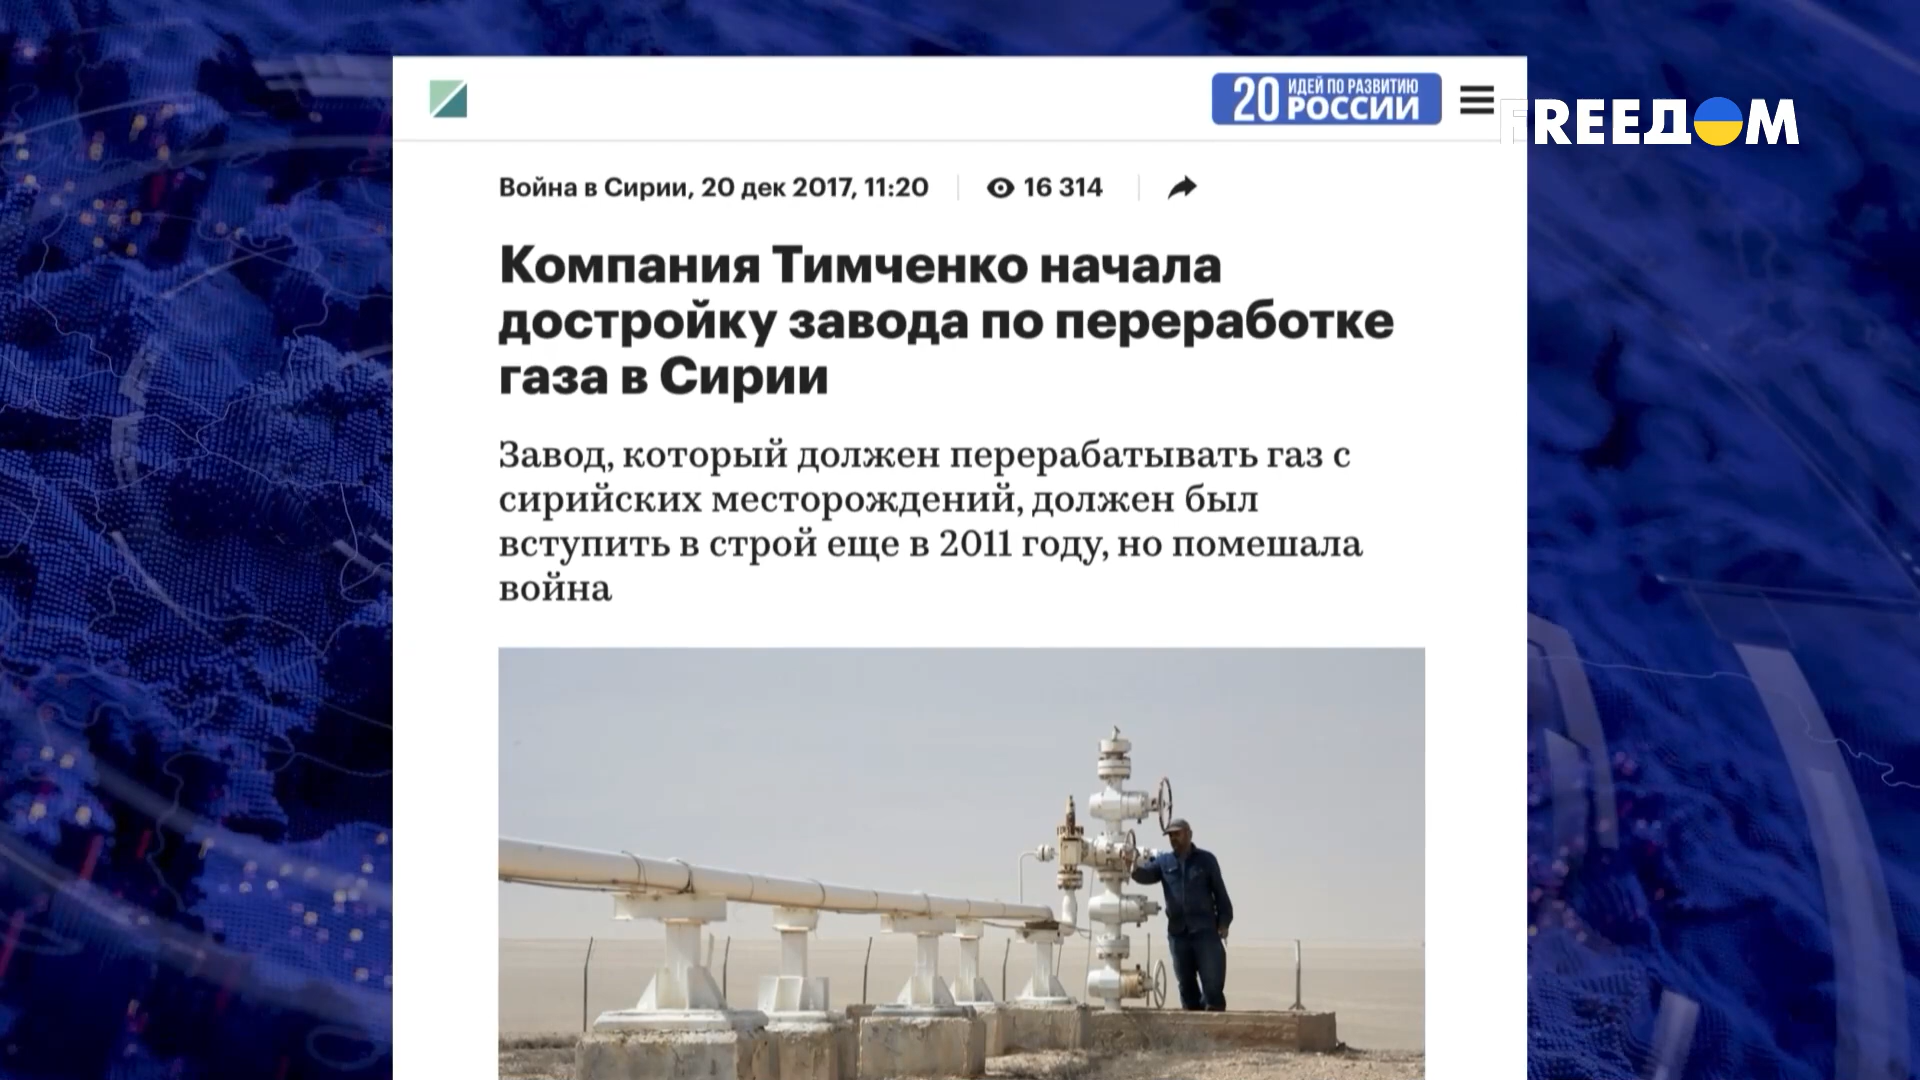 20 ИДЕЙ ПО РАЗВИТИЮ
РОССИИ
FREEДOM
Война в Сирии, 20 дек 2017, 11:20
16 314
Компания Тимченко начала
достройку завода по переработке
газа в Сирии
Завод, который должен перерабатывать газ с
сирийских месторождений, должен был
вступить в строй еще в 2011 году, но помешала
война